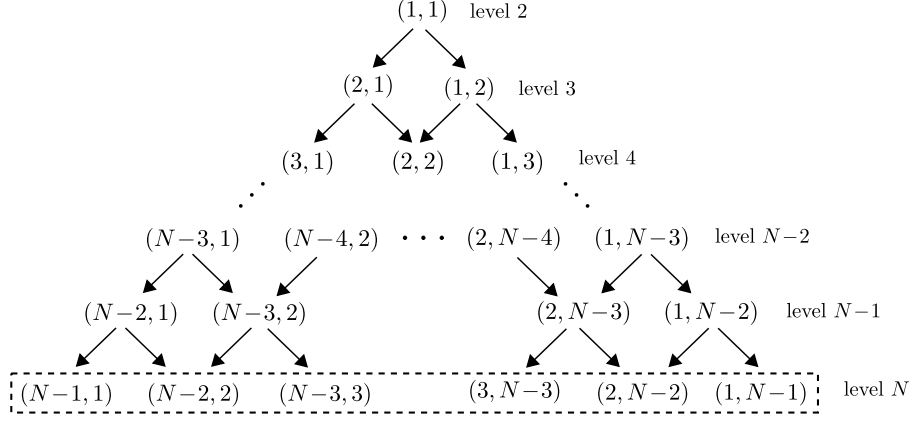 (1, 1) level 2
(2, 1) (1, 2) level 3
(3, 1) (2, 2) (1, 3) level 4
(N−3, 1) (N−4, 2) · · · (2, N−4) (1, N−3) level N−2
(N−2, 1) (N−3, 2) (2, N−3) (1, N−2) level N−1
(N−1, 1) (N−2, 2) (N−3, 3) (3, N−3) (2, N−2) (1, N−1) level N